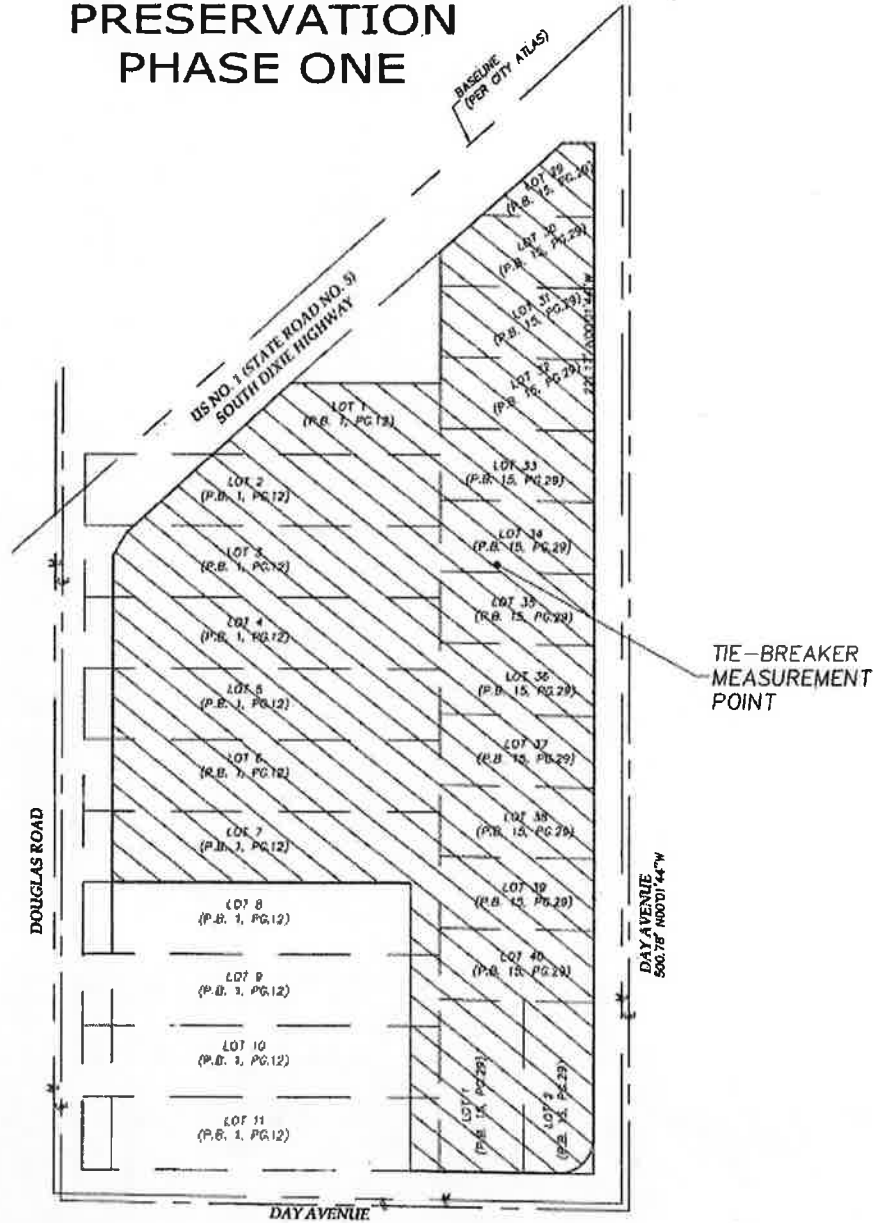 PRESERVATION
PHASE ONE
BASELINE
(PER CITY ATLAS)
US NO. 1 (STATE ROAD NO. 5)
SOUTH DIXIE HIGHWAY
LOT 29
(P.B. 15, PG.29)
LOT 30
(P.B. 15, PG.29)
LOT 31
(P.B. 15, PG.29)
LOT 32
(P.B. 15, PG.29)
N00°01'44"W
LOT 1
(P.B. 1, PG.12)
LOT 2
(P.B. 1, PG.12)
LOT 3
(P.B. 1, PG.12)
LOT 4
(P.B. 1, PG.12)
LOT 5
(P.B. 1, PG.12)
LOT 6
(P.B. 1, PG.12)
LOT 7
(P.B. 1, PG.12)
LOT 8
(P.B. 1, PG.12)
LOT 9
(P.B. 1, PG.12)
LOT 10
(P.B. 1, PG.12)
LOT 11
(P.B. 1, PG.12)
LOT 33
(P.B. 15, PG.29)
LOT 34
(P.B. 15, PG.29)
LOT 35
(P.B. 15, PG.29)
LOT 36
(P.B. 15, PG.29)
LOT 37
(P.B. 15, PG.29)
LOT 38
(P.B. 15, PG.29)
LOT 39
(P.B. 15, PG.29)
LOT 40
(P.B. 15, PG.29)
LOT 1
(P.B. 15, PG.29)
LOT 2
(P.B. 15, PG.29)
TIE-BREAKER
MEASUREMENT
POINT
DOUGLAS ROAD
DAY AVENUE
500.78' N00°01'44"W
DAY AVENUE